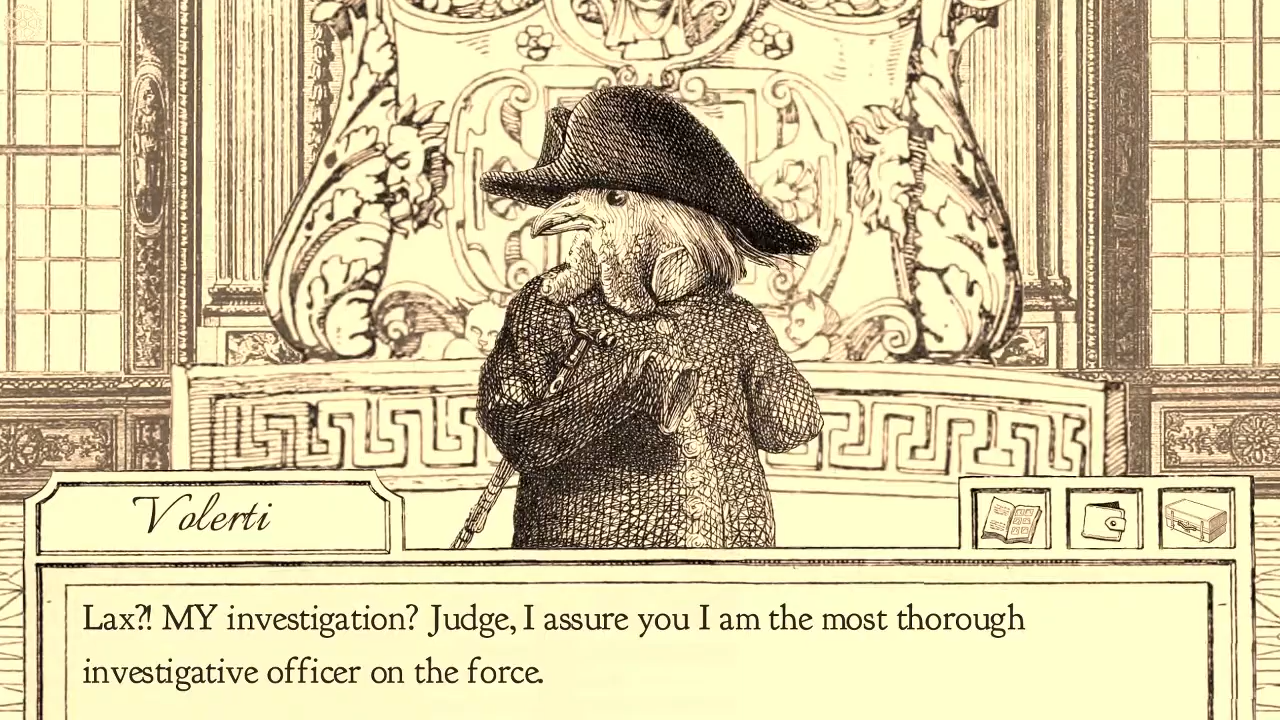 Volerti
Lax?! MY investigation? Judge, I assure you I am the most thorough
investigative officer on the force.